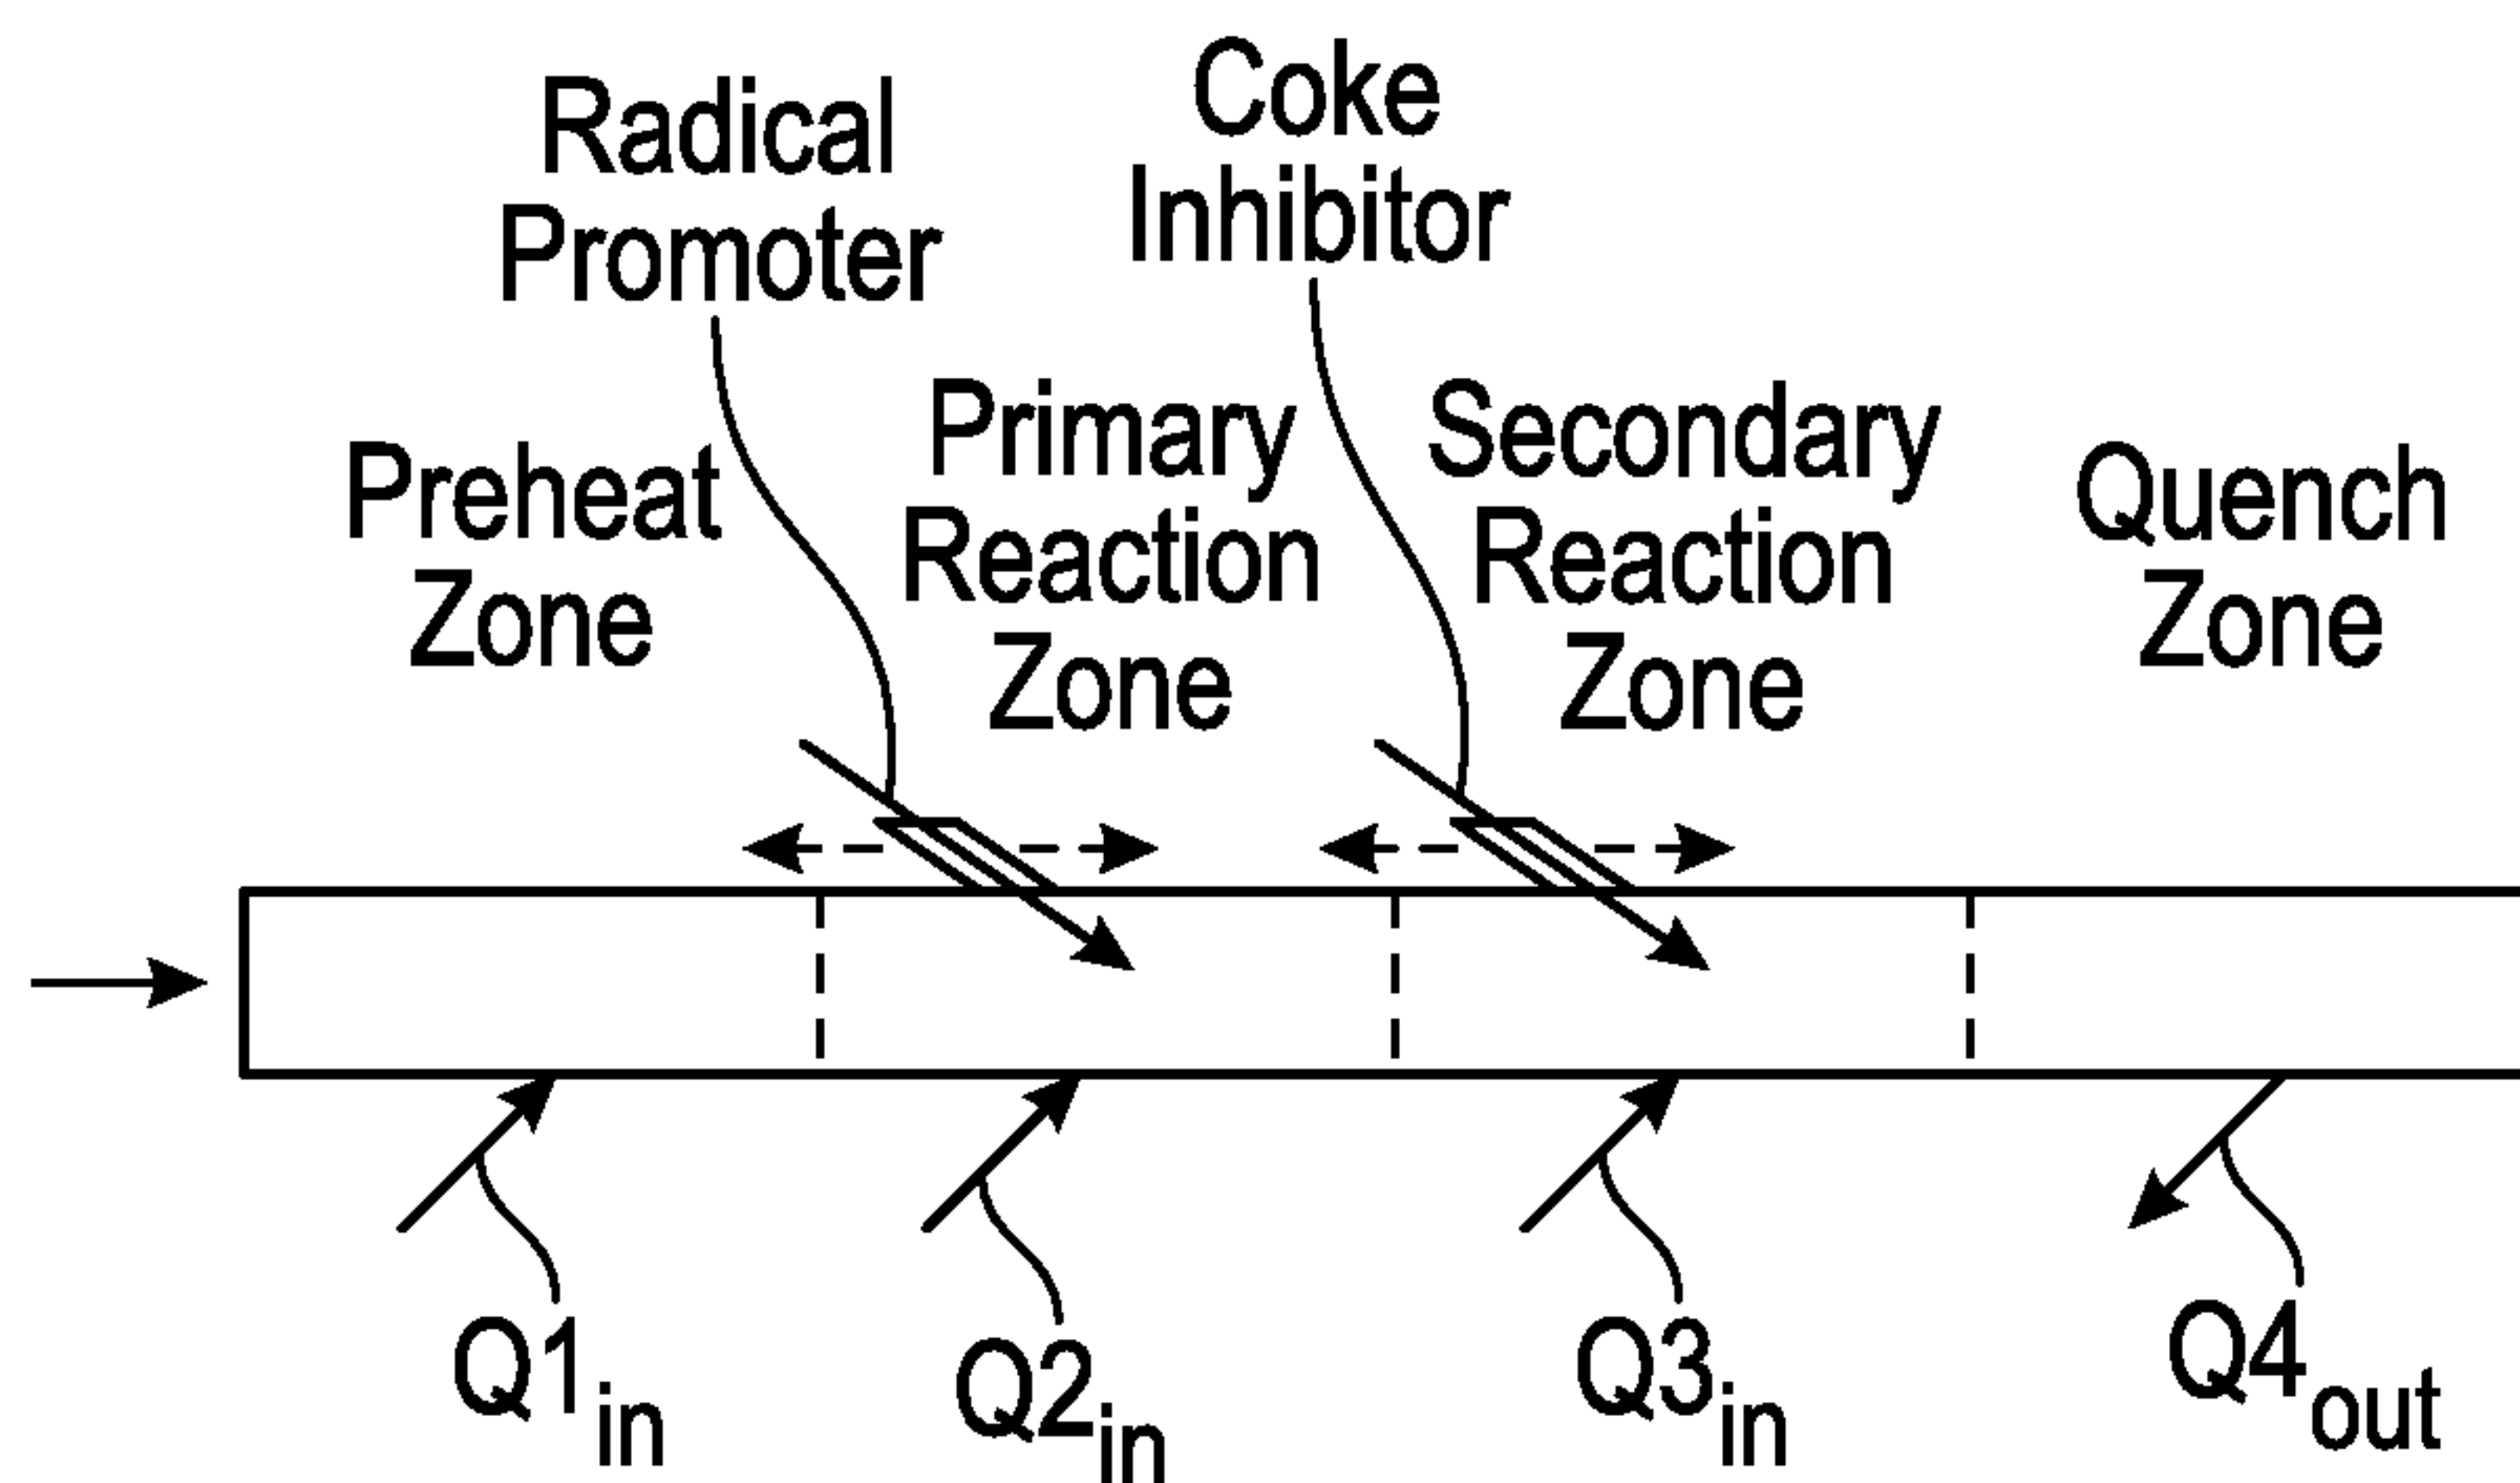 Radical
Promoter
Coke
Inhibitor
Preheat
Zone
Primary
Reaction
Zone
Secondary
Reaction
Zone
Quench
Zone
Q1in
Q2in
Q3in
Q4out